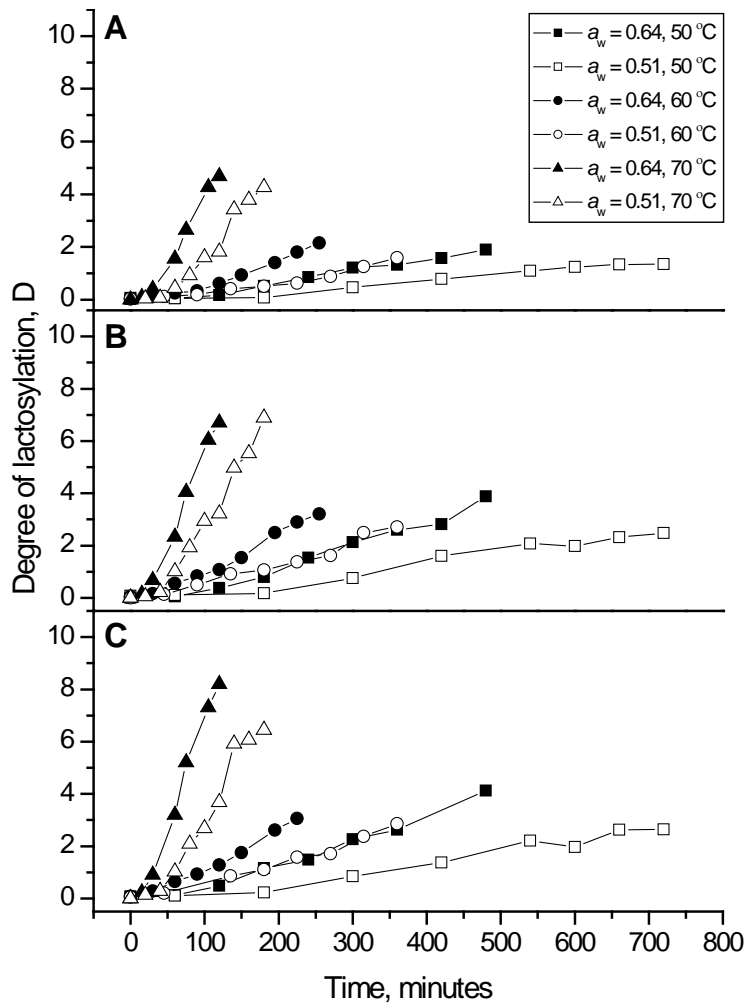 A
10
8
6
4
2
0
a_w = 0.64, 50 °C
a_w = 0.51, 50 °C
a_w = 0.64, 60 °C
a_w = 0.51, 60 °C
a_w = 0.64, 70 °C
a_w = 0.51, 70 °C
B
10
8
6
4
2
0
Degree of lactosylation, D
C
10
8
6
4
2
0
0 100 200 300 400 500 600 700 800
Time, minutes